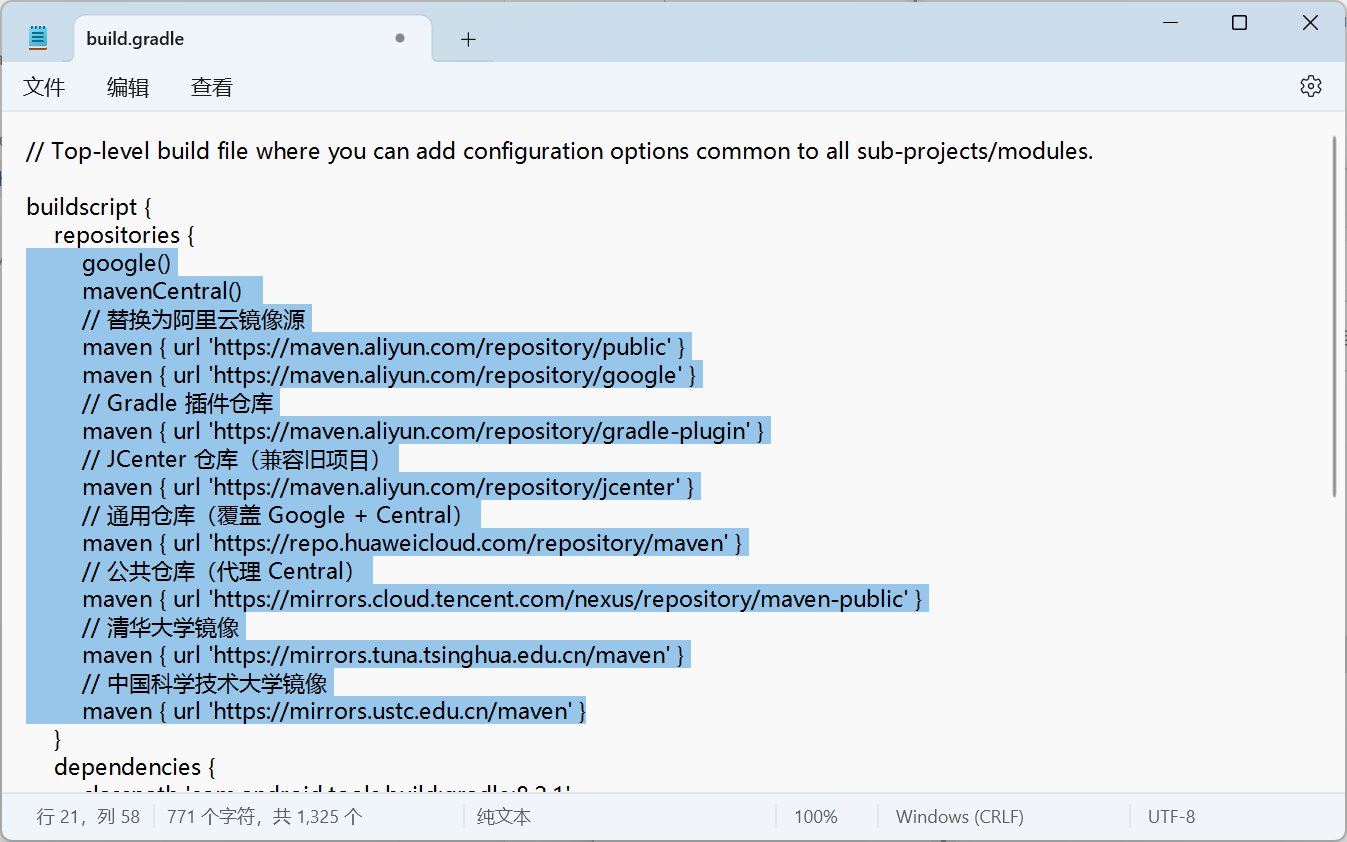 build.gradle
文件 编辑 查看
// Top-level build file where you can add configuration options common to all sub-projects/modules.
buildscript {
repositories {
google()
mavenCentral()
// 替换为阿里云镜像源
maven { url 'https://maven.aliyun.com/repository/public' }
maven { url 'https://maven.aliyun.com/repository/google' }
// Gradle 插件仓库
maven { url 'https://maven.aliyun.com/repository/gradle-plugin' }
// JCenter 仓库（兼容旧项目）
maven { url 'https://maven.aliyun.com/repository/jcenter' }
// 通用仓库（覆盖 Google + Central）
maven { url 'https://repo.huaweicloud.com/repository/maven' }
// 公共仓库（代理 Central）
maven { url 'https://mirrors.cloud.tencent.com/nexus/repository/maven-public' }
// 清华大学镜像
maven { url 'https://mirrors.tuna.tsinghua.edu.cn/maven' }
// 中国科学技术大学镜像
maven { url 'https://mirrors.ustc.edu.cn/maven' }
}
dependencies {
行 21，列 58 771 个字符，共 1,325 个 纯文本 100% Windows (CRLF) UTF-8